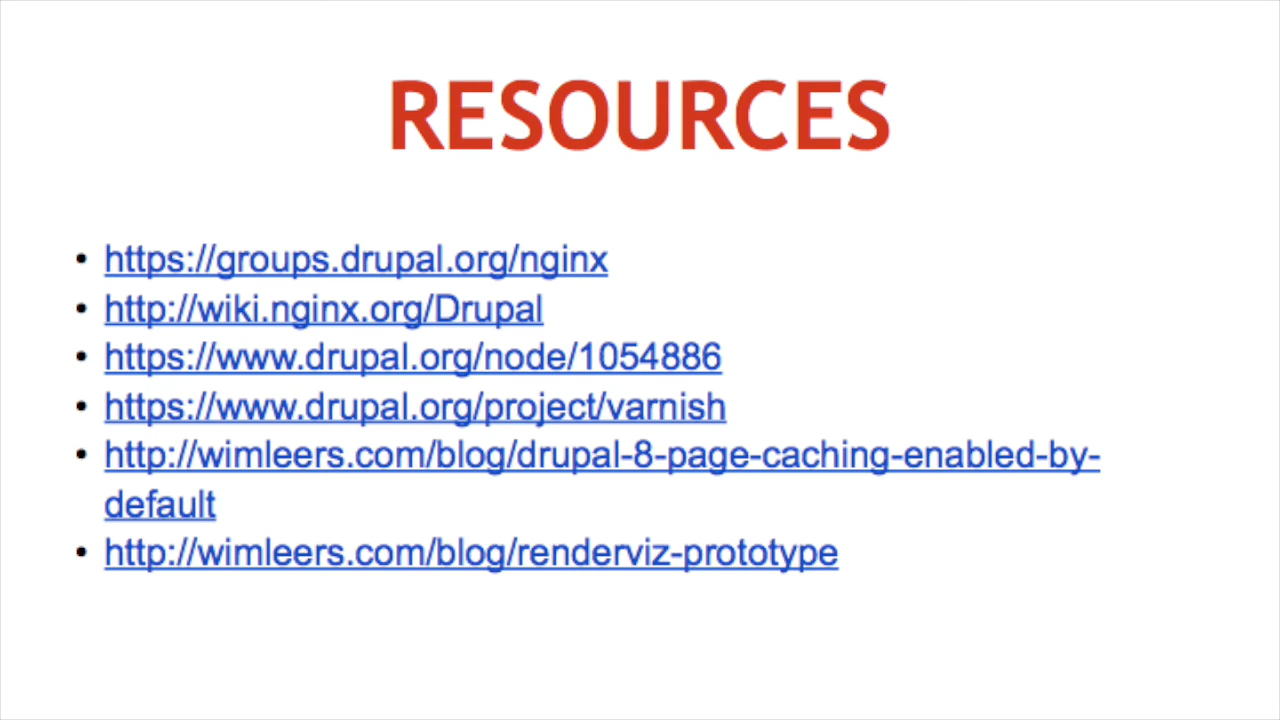 RESOURCES
• https://groups.drupal.org/nginx
• http://wiki.nginx.org/Drupal
• https://www.drupal.org/node/1054886
• https://www.drupal.org/project/varnish
• http://wimleers.com/blog/drupal-8-page-caching-enabled-by-
default
• http://wimleers.com/blog/renderviz-prototype